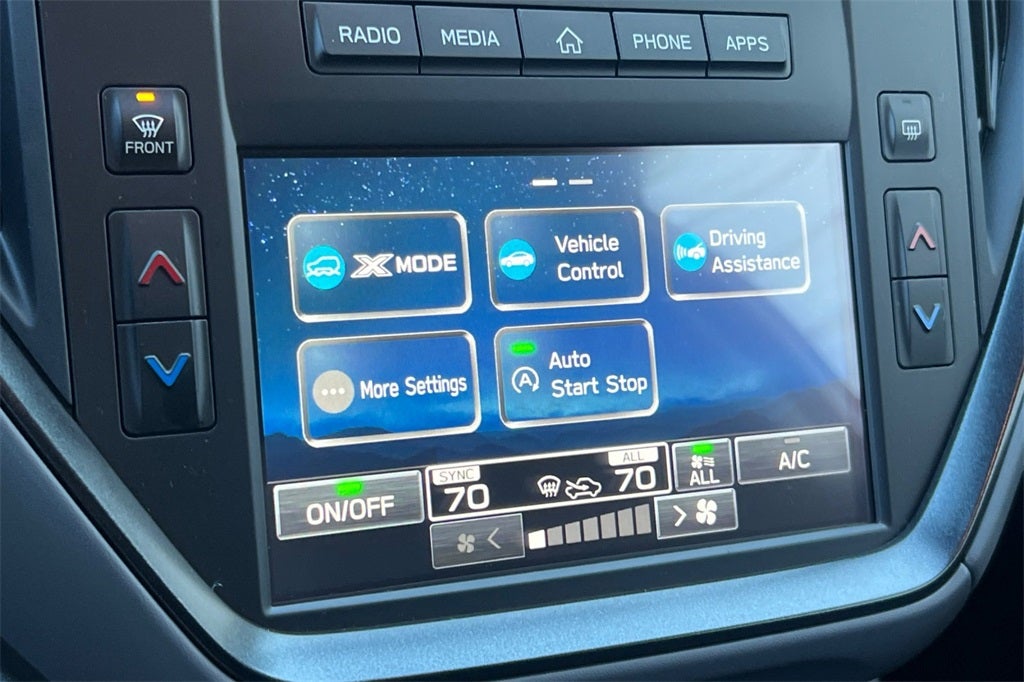 RADIO
MEDIA
PHONE
APPS
FRONT
X MODE
Vehicle
Control
Driving
Assistance
More Settings
Auto
Start Stop
A
ON/OFF
SYNC
70
ALL
70
ALL
A/C